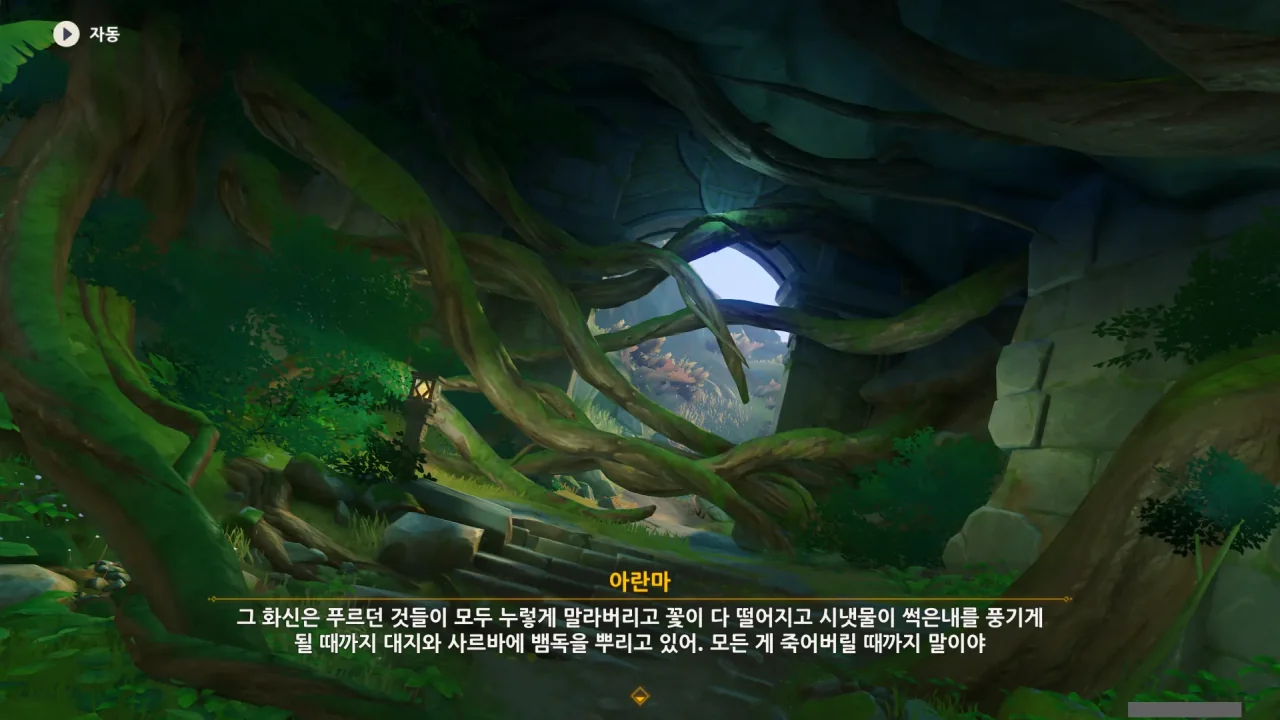 자동
아란마
그 화신은 푸르던 것들이 모두 누렇게 말라버리고 꽃이 다 떨어지고 시냇물이 썩은내를 풍기게
될 때까지 대지와 사르바에 뱀독을 뿌리고 있어. 모든 게 죽어버릴 때까지 말이야